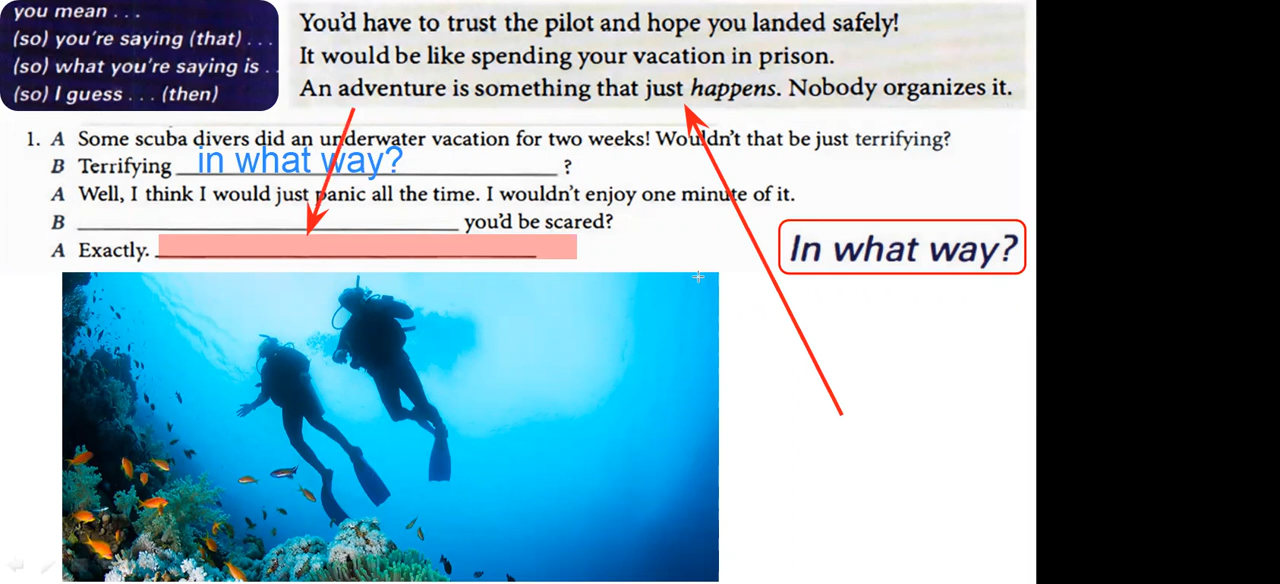 you mean . . .
(so) you're saying (that) . . .
(so) what you're saying is . .
(so) I guess . . . (then)
You'd have to trust the pilot and hope you landed safely!
It would be like spending your vacation in prison.
An adventure is something that just happens. Nobody organizes it.
1. A Some scuba divers did an underwater vacation for two weeks! Wouldn't that be just terrifying?
B Terrifying in what way? ?
A Well, I think I would just panic all the time. I wouldn't enjoy one minute of it.
B ____ you'd be scared?
A Exactly. ____
In what way?